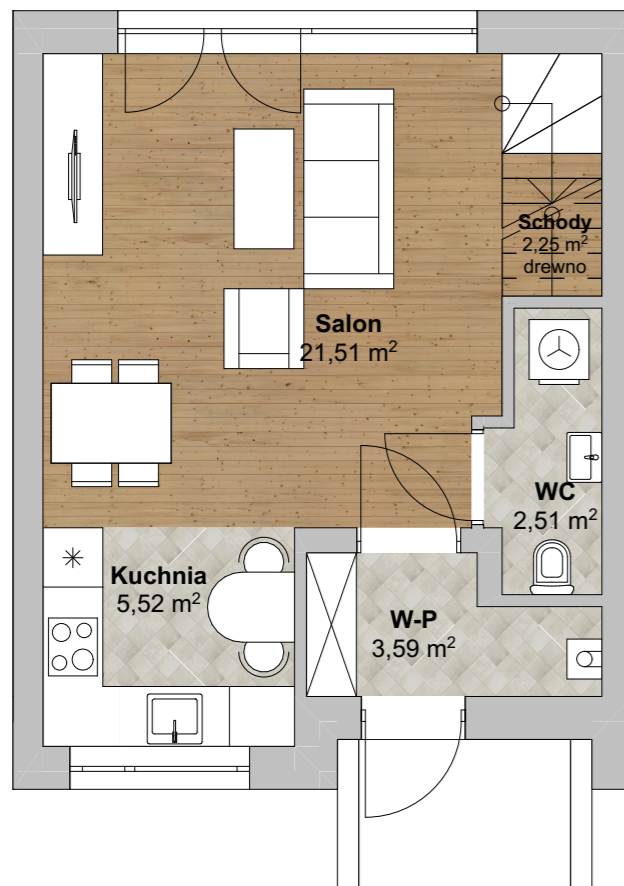 Schody
2,25 m²
drewno
Salon
21,51 m²
WC
2,51 m²
Kuchnia
5,52 m²
W-P
3,59 m²